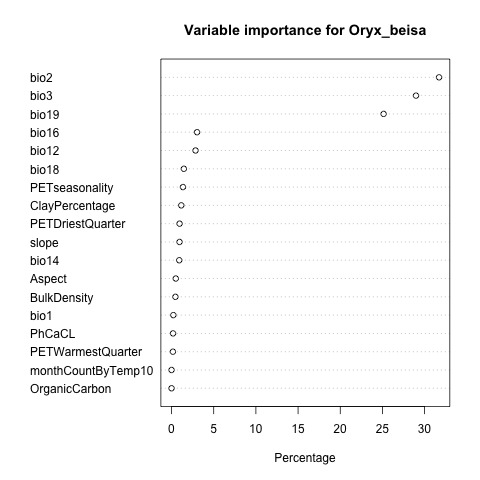 Variable importance for Oryx_beisa
bio2
bio3
bio19
bio16
bio12
bio18
PETseasonality
ClayPercentage
PETDriestQuarter
slope
bio14
Aspect
BulkDensity
bio1
PhCaCL
PETWarmestQuarter
monthCountByTemp10
OrganicCarbon
0 5 10 15 20 25 30
Percentage